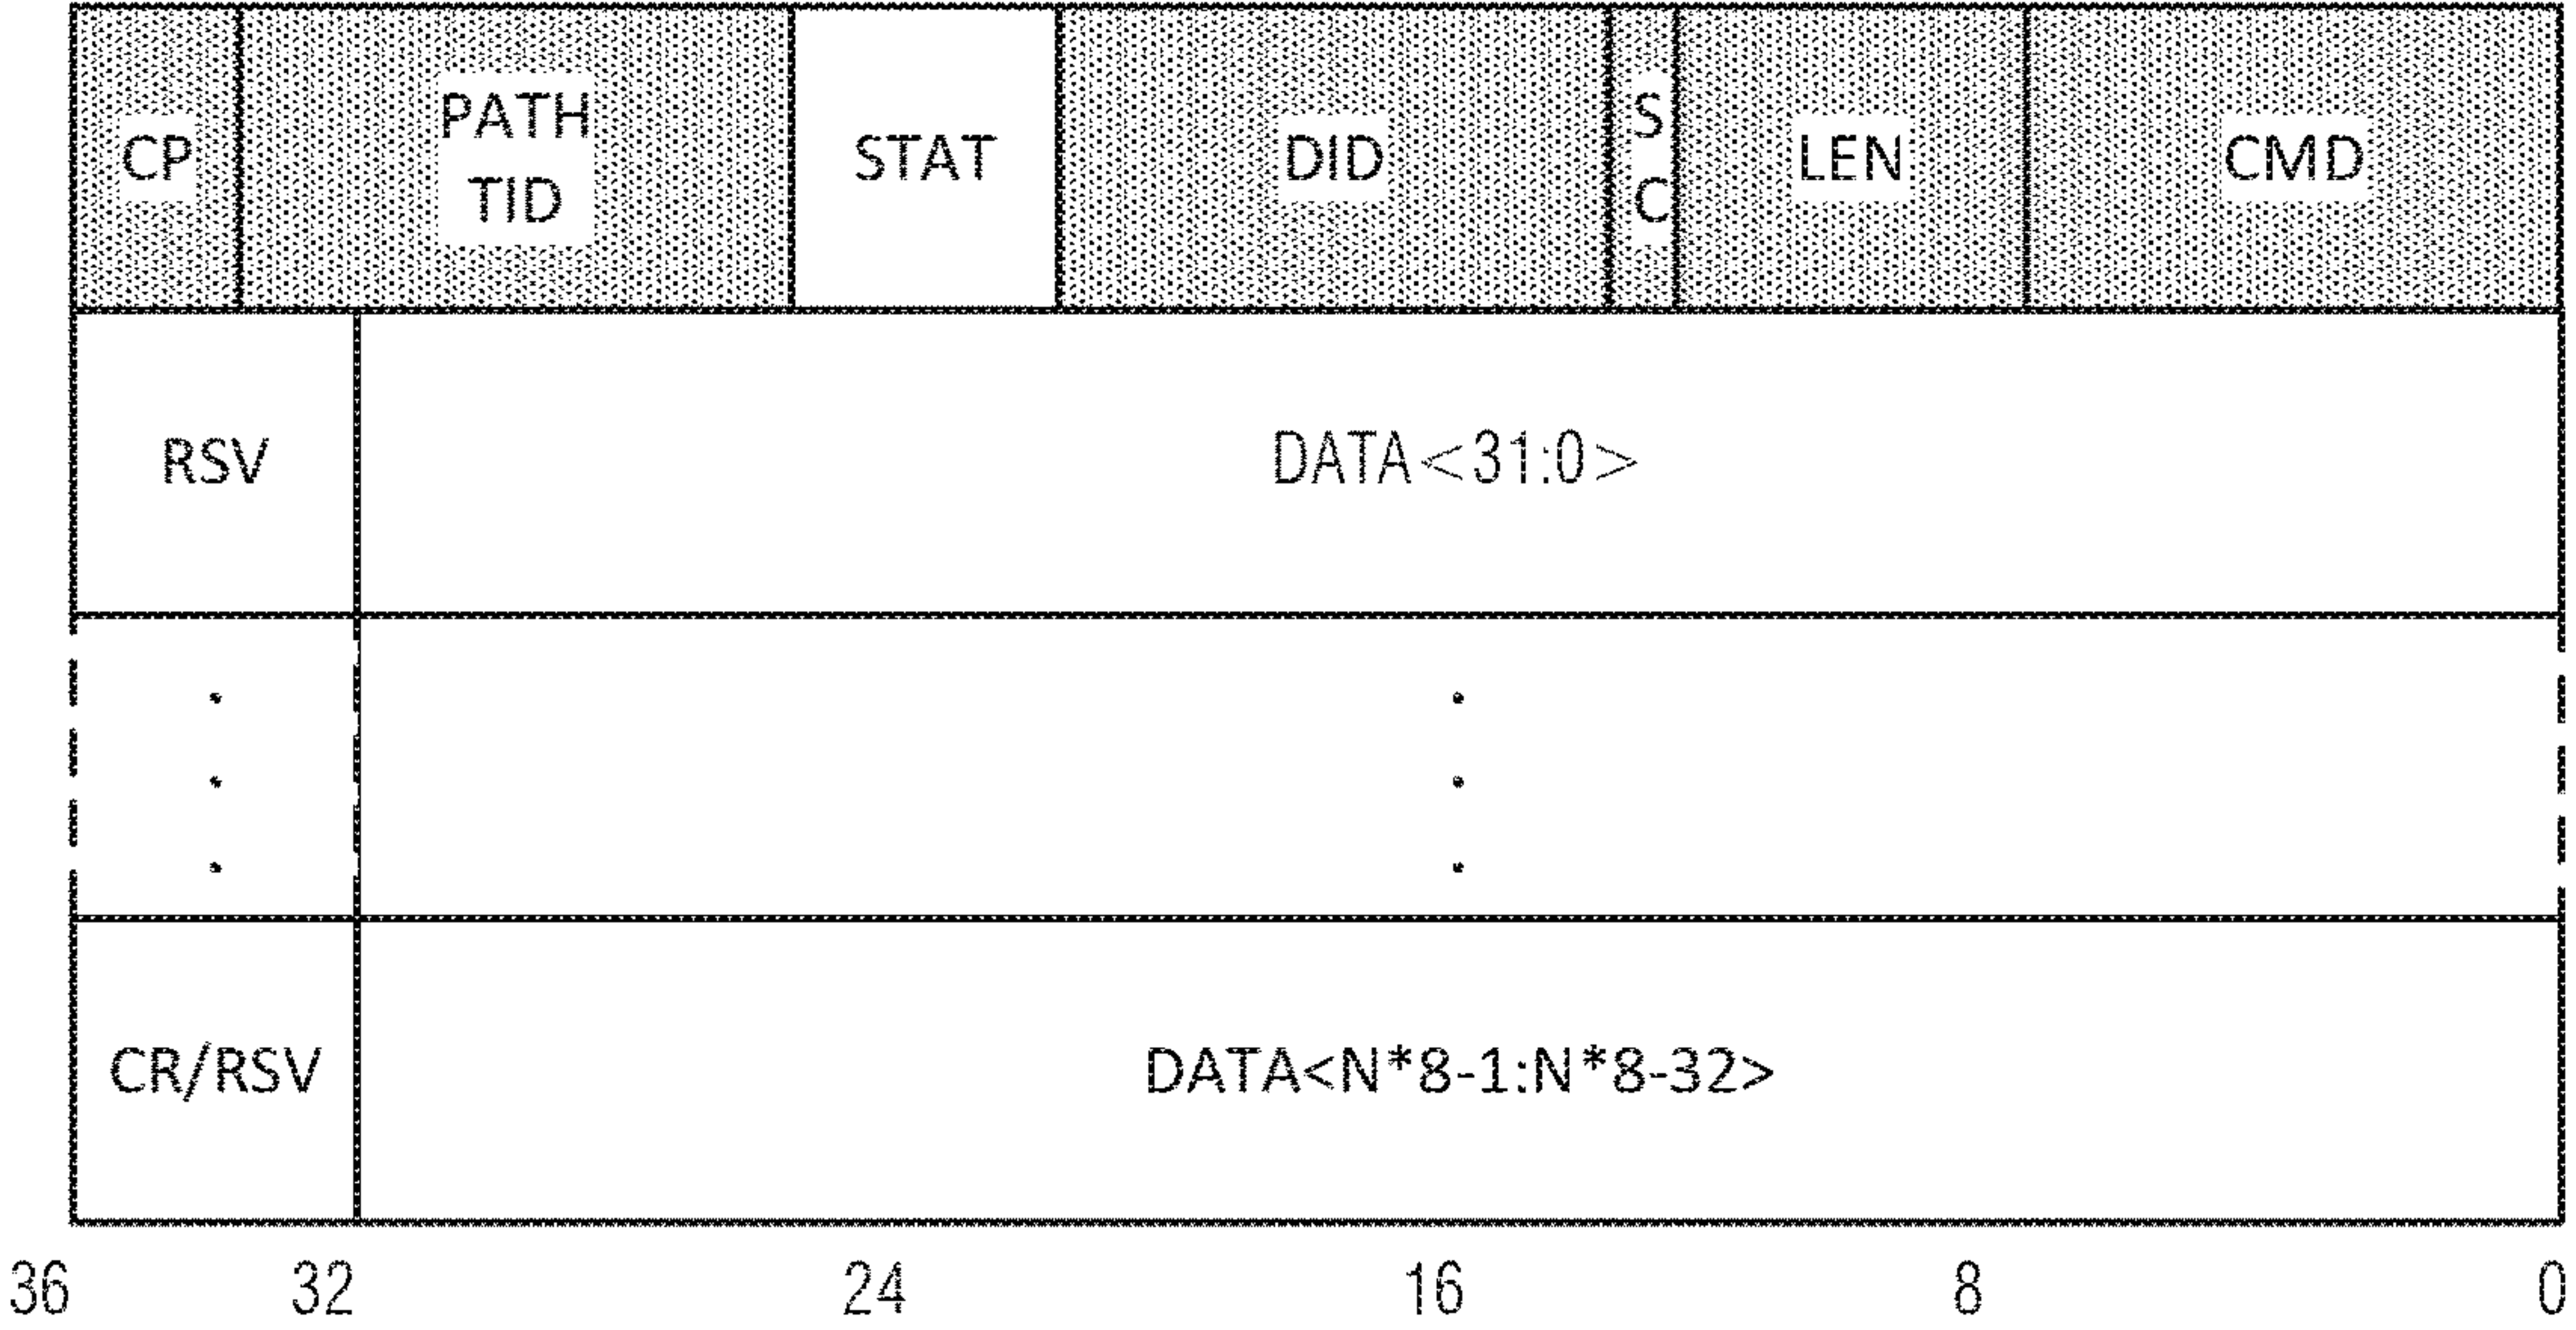 CP PATH TID STAT DID SC LEN CMD
RSV DATA<31:0>
CR/RSV DATA<N*8-1:N*8-32>
36 32 24 16 8 0